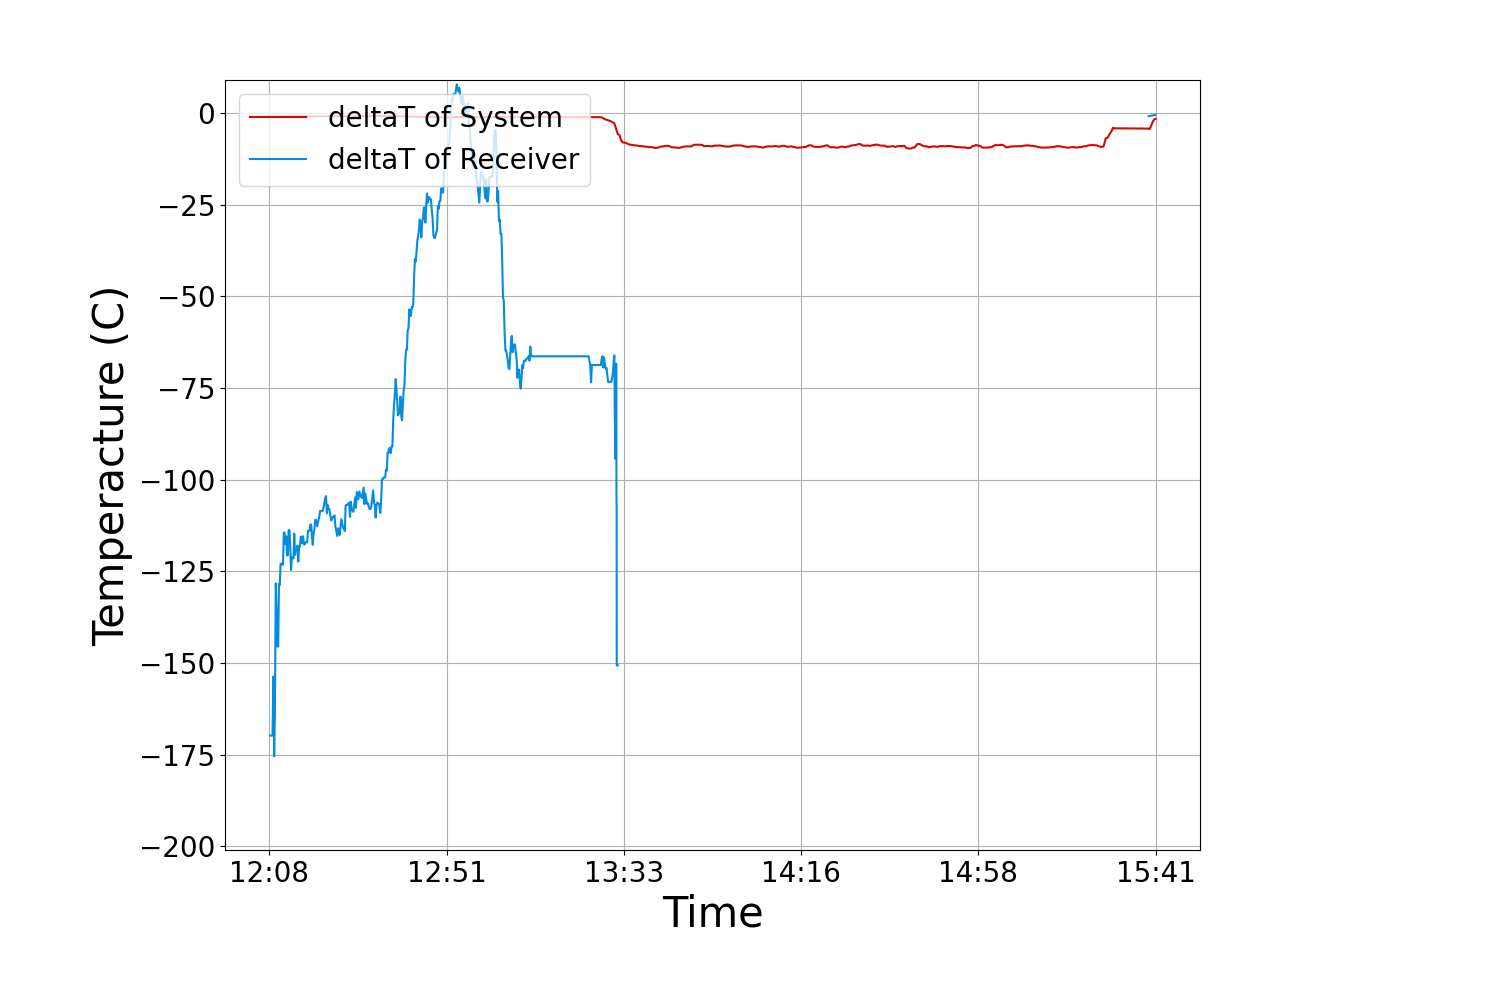 deltaT of System
deltaT of Receiver
0
−25
−50
−75
−100
−125
−150
−175
−200
Temperacture (C)
12:08 12:51 13:33 14:16 14:58 15:41
Time